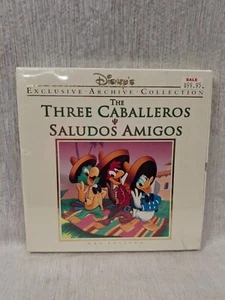 Disney's
SALE
EXCLUSIVE ARCHIVE COLLECTION
THE
THREE CABALLEROS
SALUDOS AMIGOS